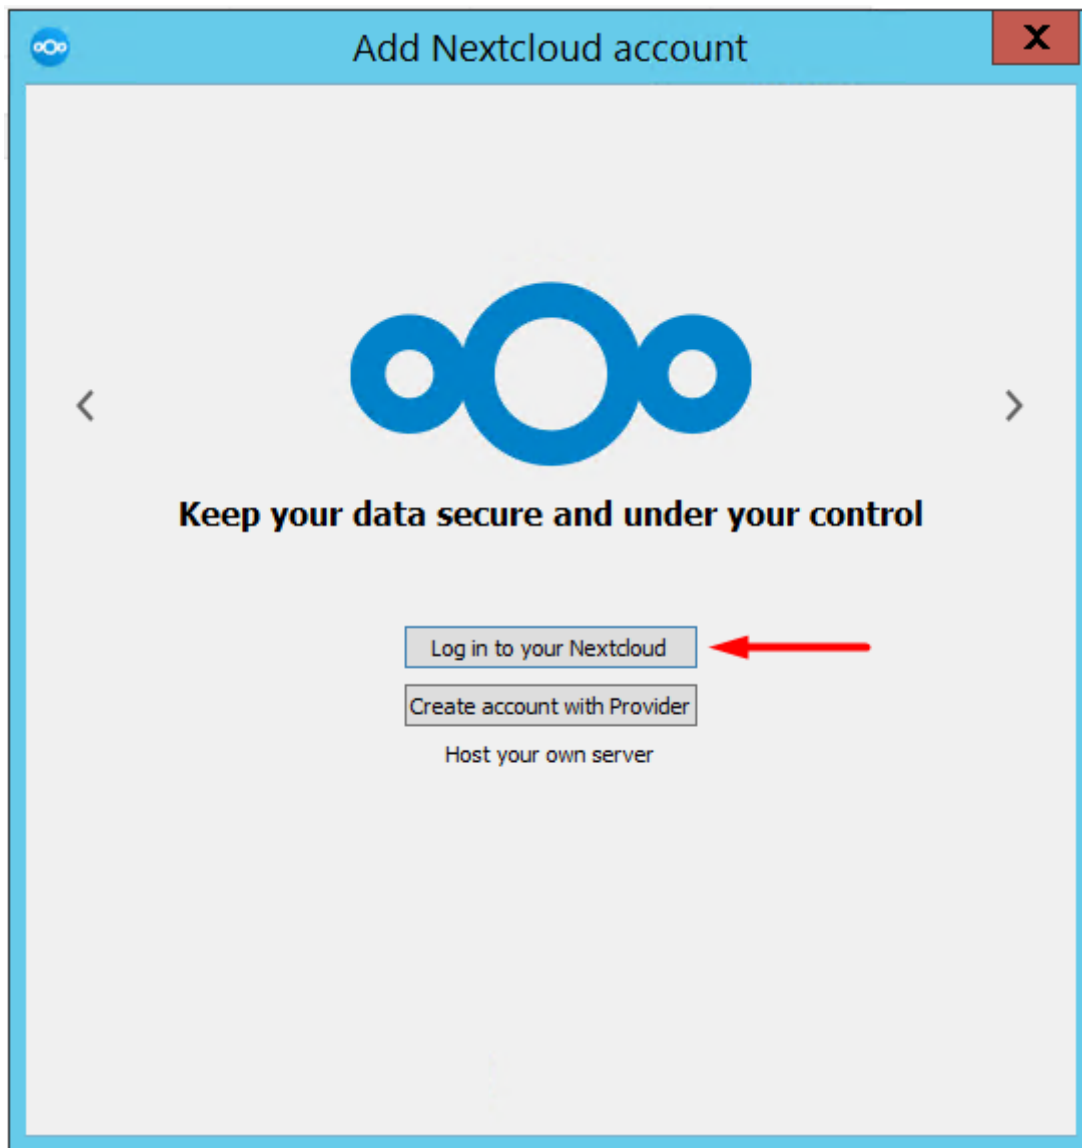 Add Nextcloud account
X
Keep your data secure and under your control
Log in to your Nextcloud
Create account with Provider
Host your own server